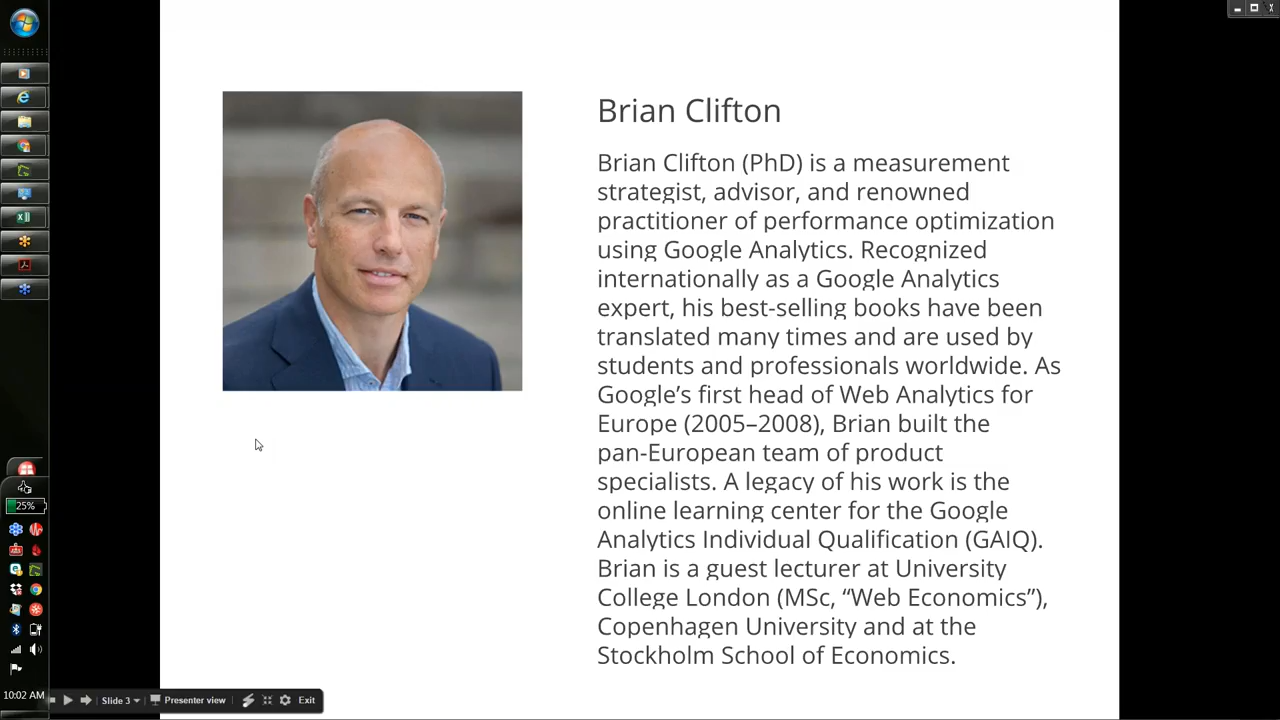 Brian Clifton
Brian Clifton (PhD) is a measurement
strategist, advisor, and renowned
practitioner of performance optimization
using Google Analytics. Recognized
internationally as a Google Analytics
expert, his best-selling books have been
translated many times and are used by
students and professionals worldwide. As
Google’s first head of Web Analytics for
Europe (2005–2008), Brian built the
pan-European team of product
specialists. A legacy of his work is the
online learning center for the Google
Analytics Individual Qualification (GAIQ).
Brian is a guest lecturer at University
College London (MSc, “Web Economics”),
Copenhagen University and at the
Stockholm School of Economics.
25%
10:02 AM
Slide 3 Presenter view Exit